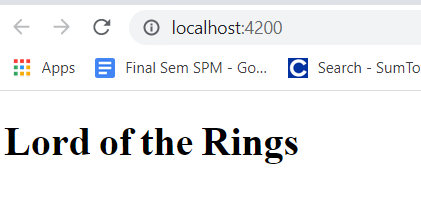 localhost:4200
Apps Final Sem SPM - Go... Search - SumTo
Lord of the Rings